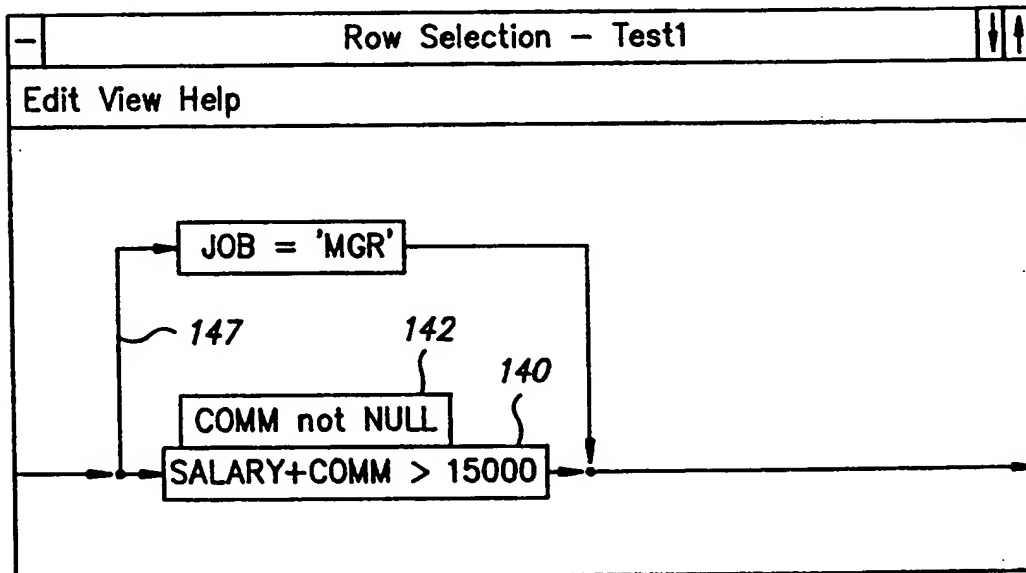 Row Selection – Test1
Edit View Help
JOB = 'MGR'
147
142
140
COMM not NULL
SALARY+COMM > 15000